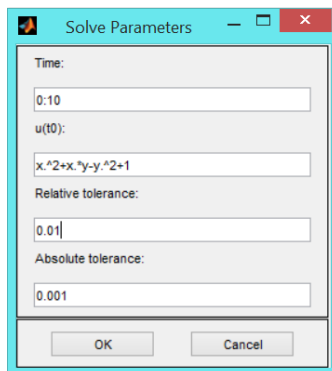 Solve Parameters
Time:
0:10
u(t0):
x.^2+x.*y-y.^2+1
Relative tolerance:
0.01
Absolute tolerance:
0.001
OK Cancel